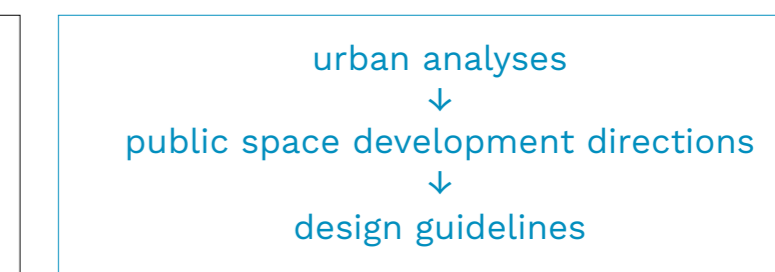 urban analyses
↓
public space development directions
↓
design guidelines